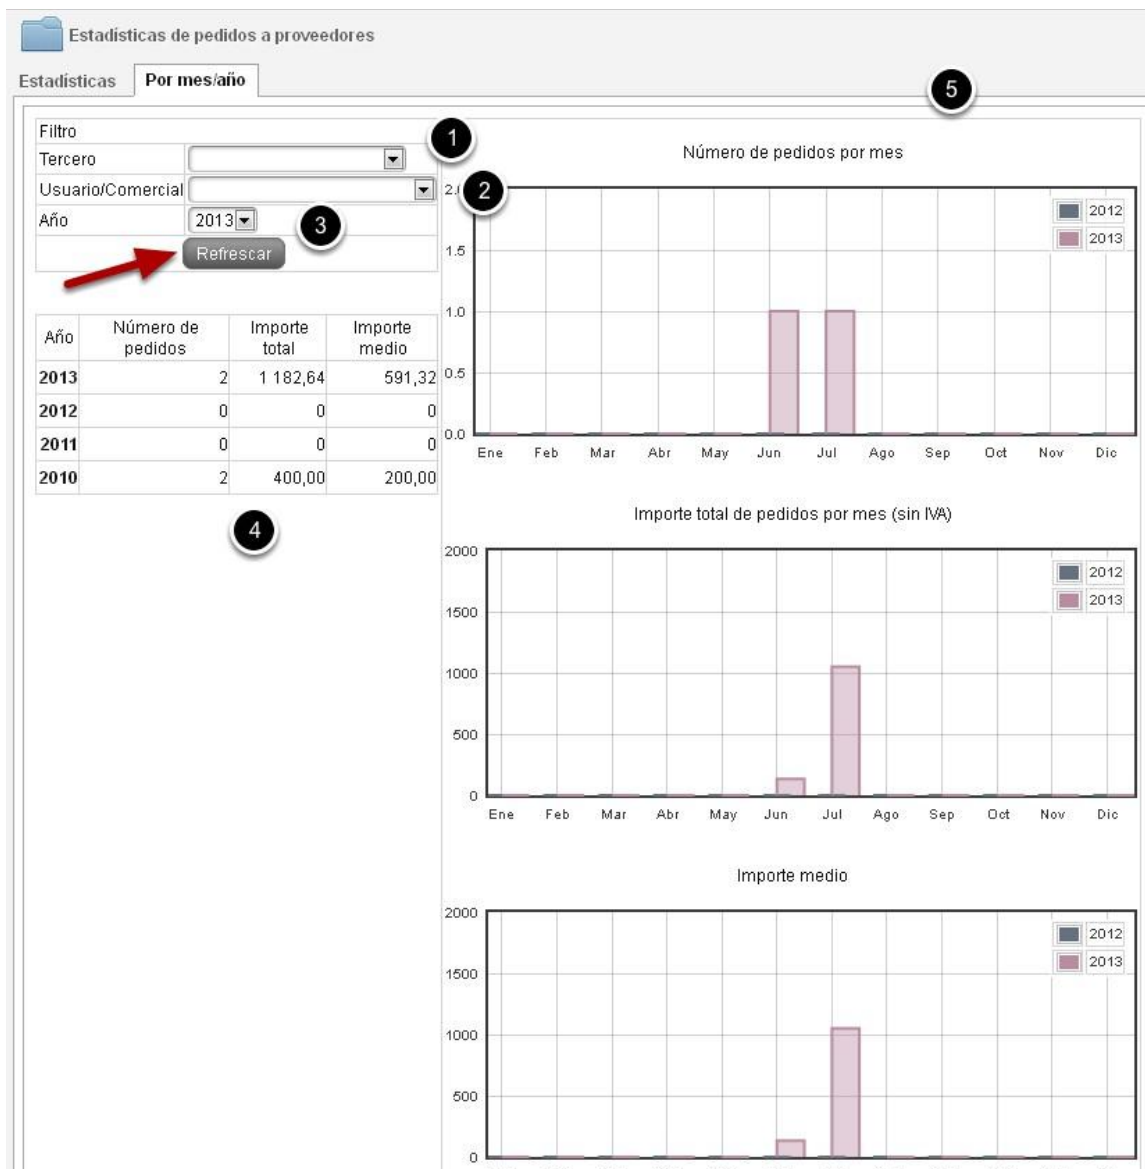 Estadísticas de pedidos a proveedores
Estadísticas Por mes/año
5
Filtro
1
Tercero
Usuario/Comercial
2
Año 2013
3
Refrescar
Año Número de pedidos Importe total Importe medio
2013 2 1 182,64 591,32
2012 0 0 0
2011 0 0 0
2010 2 400,00 200,00
4
Número de pedidos por mes
2012
2013
1.5
1.0
0.5
0.0
Ene Feb Mar Abr May Jun Jul Ago Sep Oct Nov Dic
Importe total de pedidos por mes (sin IVA)
2000
2012
2013
1500
1000
500
0
Ene Feb Mar Abr May Jun Jul Ago Sep Oct Nov Dic
Importe medio
2000
2012
2013
1500
1000
500
0